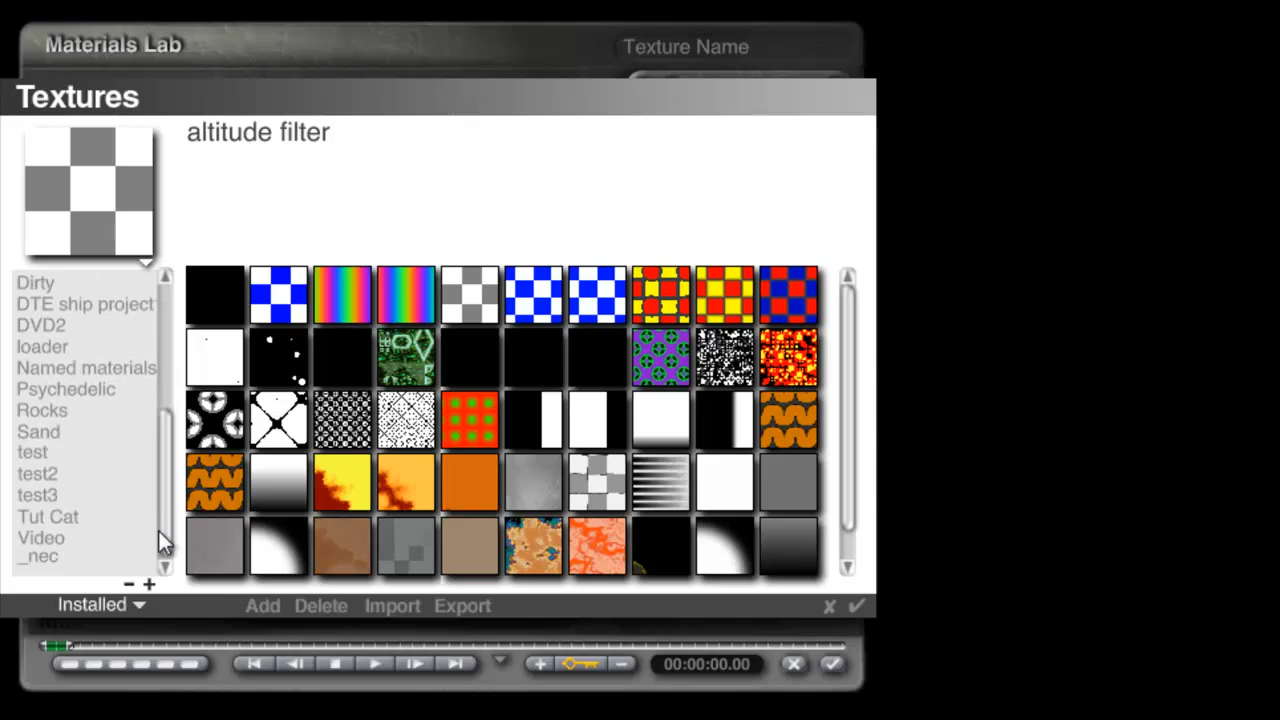 Materials Lab
Texture Name
Textures
altitude filter
Dirty
DTE ship project
DVD2
loader
Named materials
Psychedelic
Rocks
Sand
test
test2
test3
Tut Cat
Video
_nec
Installed
Add Delete Import Export
00:00:00.00